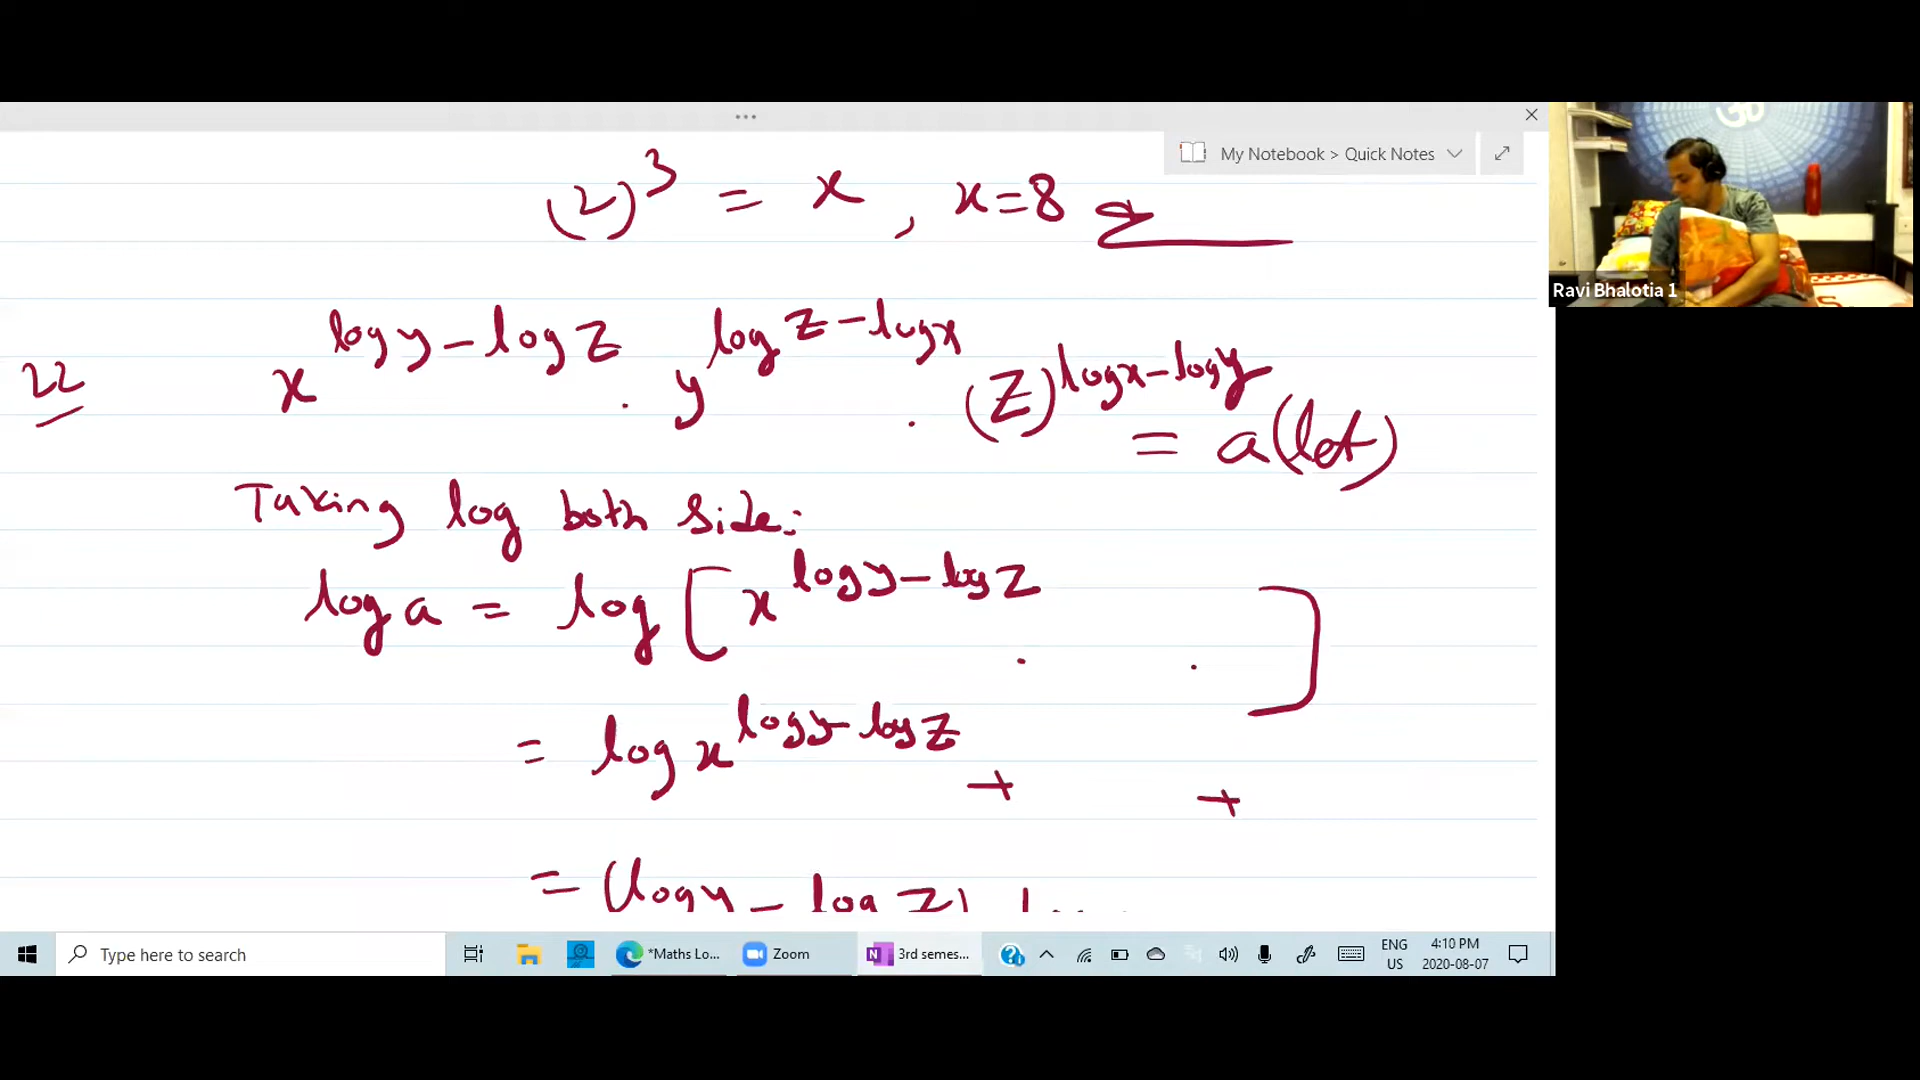 ...
My Notebook > Quick Notes
(2)³ = x , x=8
Ravi Bhalotia 1
22 x^(log y – log z) . y^(log z – log x) . (z)^(log x – log y)
= a (let)
Taking log both side:
log a = log [ x^(log y – log z) . . ]
= log x^(log y – log z) + +
= (log y – log z)
Type here to search
*Maths Lo...
Zoom
3rd semes...
ENG
US
4:10 PM
2020-08-07